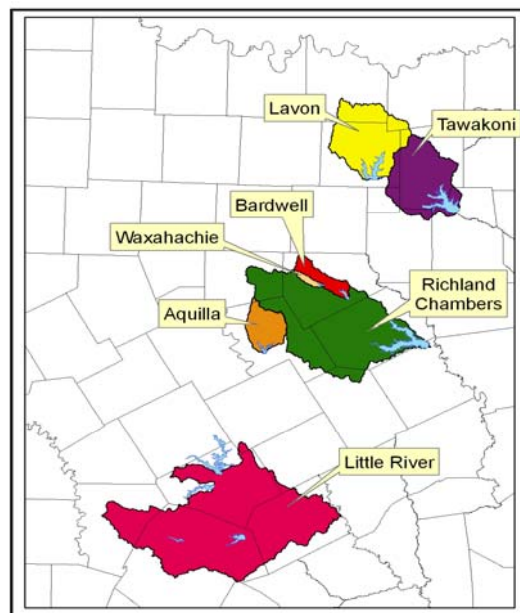 Lavon
Tawakoni
Bardwell
Waxahachie
Richland
Chambers
Aquilla
Little River